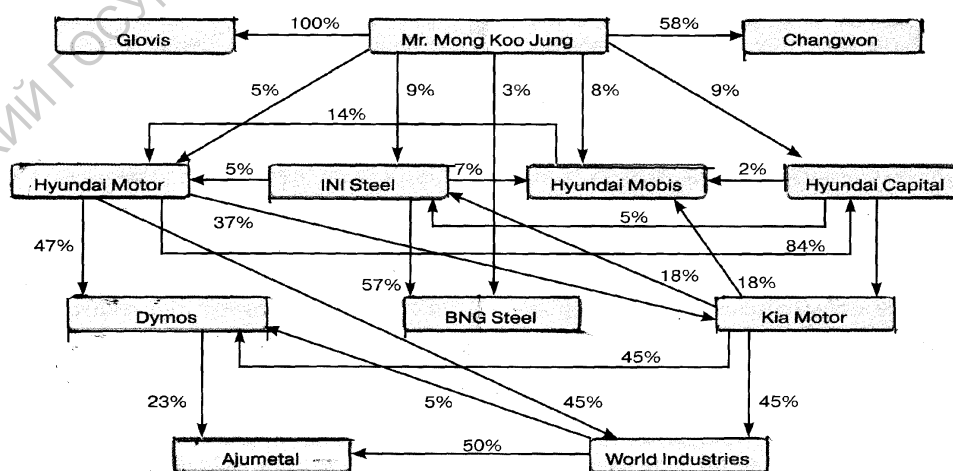 100%
58%
Glovis
Mr. Mong Koo Jung
Changwon
5%
9%
3%
8%
9%
14%
Hyundai Motor
5%
INI Steel
7%
Hyundai Mobis
2%
Hyundai Capital
37%
5%
47%
84%
57%
18%
18%
Dymos
BNG Steel
Kia Motor
45%
23%
5%
45%
45%
Ajumetal
50%
World Industries